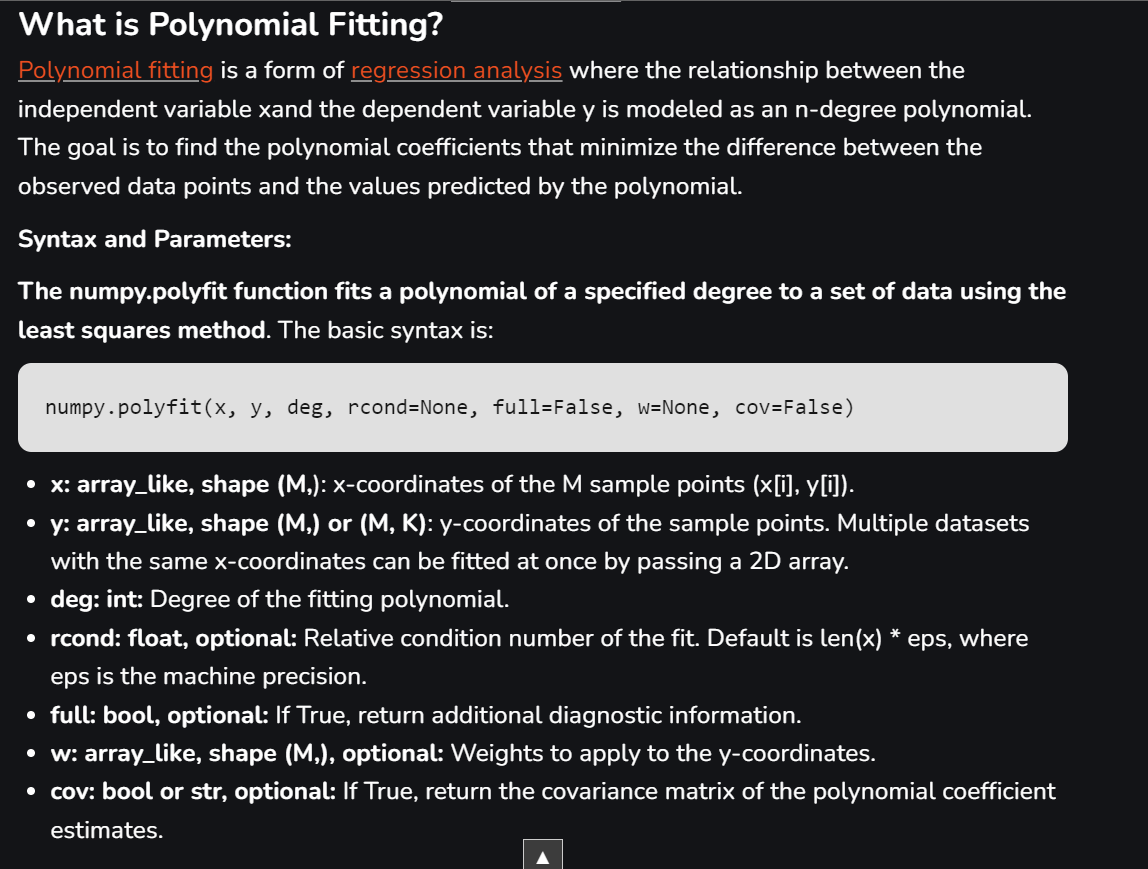 What is Polynomial Fitting?
Polynomial fitting is a form of regression analysis where the relationship between the
independent variable xand the dependent variable y is modeled as an n-degree polynomial.
The goal is to find the polynomial coefficients that minimize the difference between the
observed data points and the values predicted by the polynomial.
Syntax and Parameters:
The numpy.polyfit function fits a polynomial of a specified degree to a set of data using the
least squares method. The basic syntax is:
numpy.polyfit(x, y, deg, rcond=None, full=False, w=None, cov=False)
• x: array_like, shape (M,): x-coordinates of the M sample points (x[i], y[i]).
• y: array_like, shape (M,) or (M, K): y-coordinates of the sample points. Multiple datasets
with the same x-coordinates can be fitted at once by passing a 2D array.
• deg: int: Degree of the fitting polynomial.
• rcond: float, optional: Relative condition number of the fit. Default is len(x) * eps, where
eps is the machine precision.
• full: bool, optional: If True, return additional diagnostic information.
• w: array_like, shape (M,), optional: Weights to apply to the y-coordinates.
• cov: bool or str, optional: If True, return the covariance matrix of the polynomial coefficient
estimates.